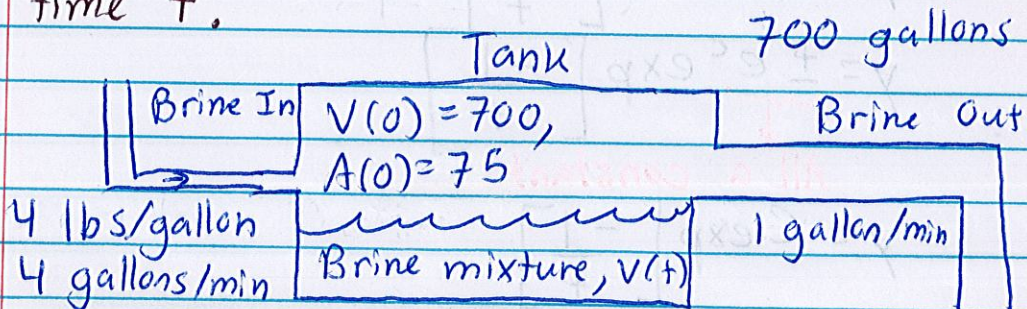 time t.
700 gallons
Tank
Brine In
V(0) = 700,
Brine Out
A(0) = 75
4 lbs/gallon
1 gallon/min
4 gallons/min
Brine mixture, V(t)